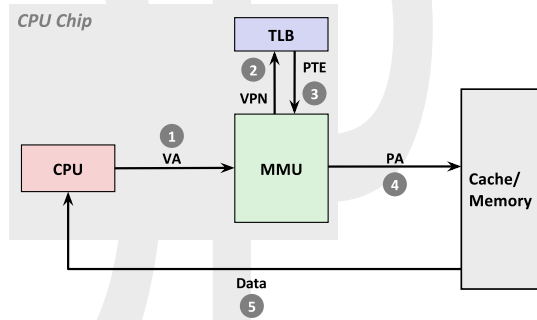 CPU Chip
TLB
2
PTE
3
VPN
1
VA
CPU
MMU
PA
4
Cache/
Memory
Data
5